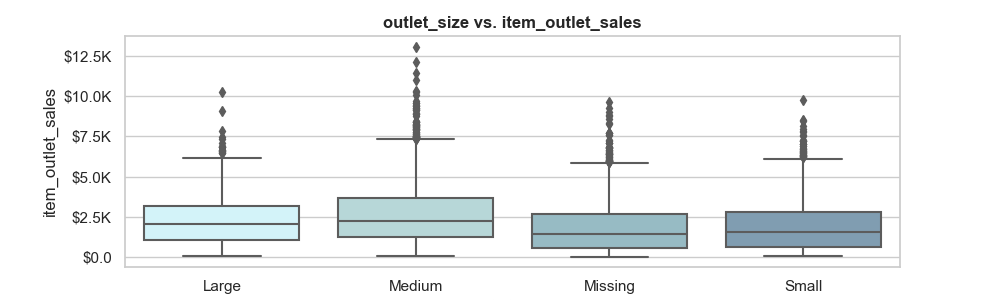 outlet_size vs. item_outlet_sales
$12.5K
$10.0K
$7.5K
$5.0K
$2.5K
$0.0
item_outlet_sales
Large Medium Missing Small